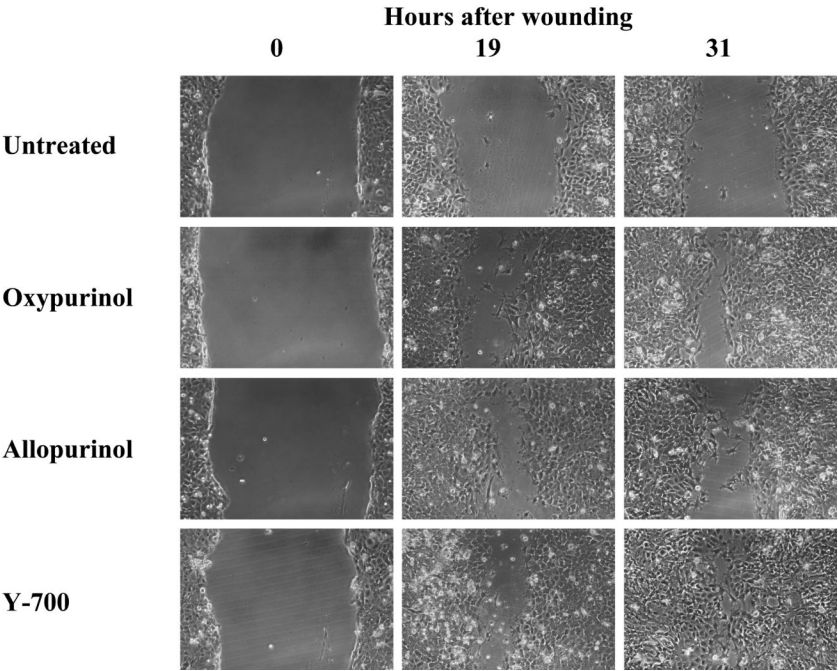 Hours after wounding
0 19 31
Untreated
Oxypurinol
Allopurinol
Y-700